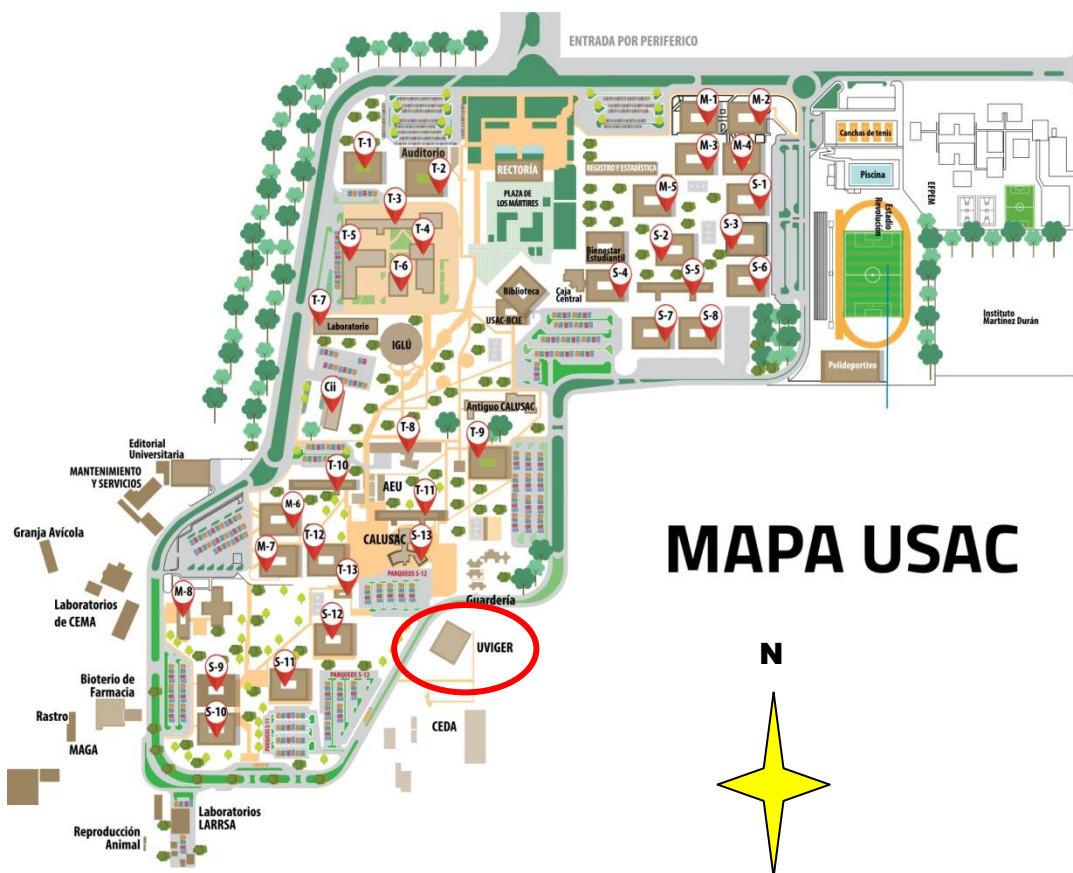 ENTRADA POR PERIFERICO
M-1
M-2
Canchas de tenis
T-1
Auditorio
T-2
RECTORÍA
REGISTRO Y ESTADÍSTICA
M-3
M-4
Piscina
EFPEM
T-3
PLAZA DE
LOS MÁRTIRES
M-5
S-1
Estadio
Revolución
T-5
T-4
T-6
Bienestar
Estudiantil
S-2
S-3
Biblioteca
Caja
Central
S-4
S-5
S-6
T-7
Laboratorio
USAC-BCIE
S-7
S-8
Instituto
Martínez Durán
IGLÚ
Polideportivo
Cii
Antiguo CALUSAC
T-8
T-9
Editorial
Universitaria
MANTENIMIENTO
Y SERVICIOS
T-10
AEU
T-11
M-6
Granja Avícola
M-7
T-12
CALUSAC
S-13
MAPA USAC
T-13
PARQUEOS S-12
M-8
Laboratorios
de CEMA
Guardería
S-12
UVIGER
N
S-9
S-11
PARQUEOS S-12
Bioterio de
Farmacia
Rastro
S-10
PARQUEOS S-11
CEDA
MAGA
Laboratorios
LARRSA
Reproducción
Animal